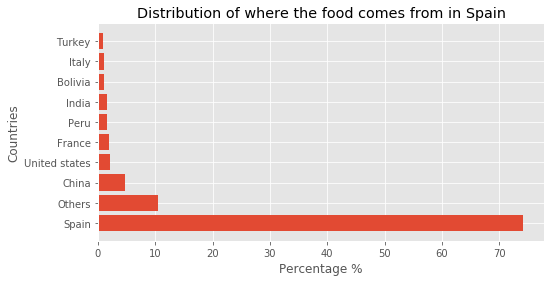 Distribution of where the food comes from in Spain
Countries
Turkey
Italy
Bolivia
India
Peru
France
United states
China
Others
Spain
0 10 20 30 40 50 60 70
Percentage %